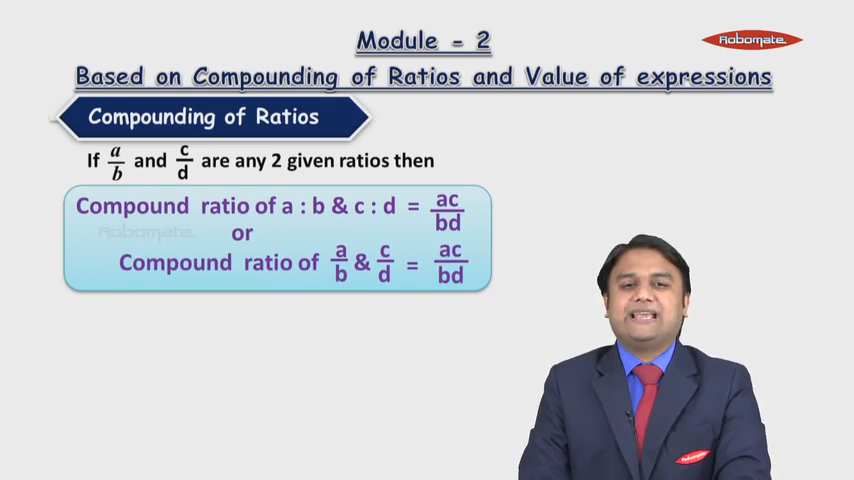 Module - 2
Robomate
Based on Compounding of Ratios and Value of expressions
Compounding of Ratios
If a/b and c/d are any 2 given ratios then
Compound ratio of a : b & c : d = ac/bd
Robomate
or
Compound ratio of a/b & c/d = ac/bd
Robomate